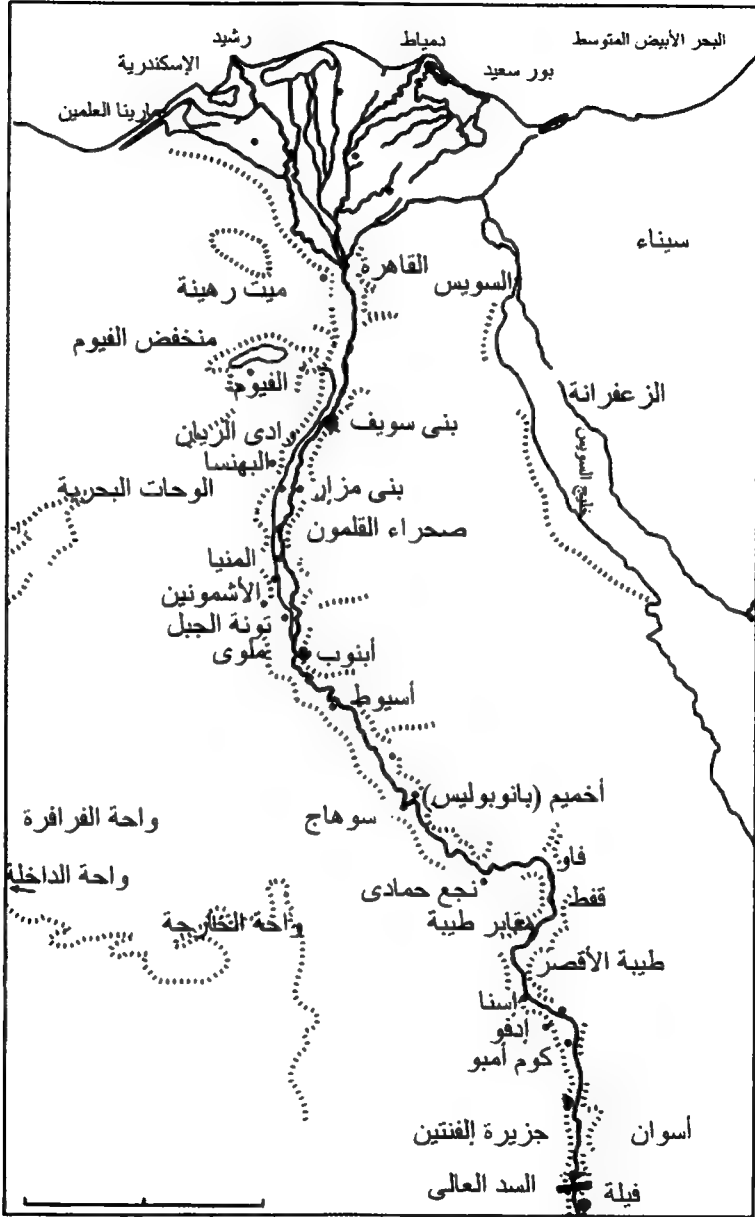 البحر الأبيض المتوسط
دمياط
رشيد
بور سعيد
الإسكندرية
مارينا العلمين
سيناء
القاهره
السويس
ميت رهينة
منخفض الفيوم
الفيوم
الزعفرانة
بنى سويف
وادى الريان
خليج السويس
البهنسا
بنى مزار
الوحات البحرية
صحراء القلمون
المنيا
الأشمونين
تونة الجبل
ملوى
أبنوب
أسيوط
أخميم (بانوبوليس)
سوهاج
واحة الفرافرة
فاو
واحة الداخلة
نجع حمادى
قفط
واحة الخارجة
مقابر طيبة
طيبة الأقصر
اسنا
إدفو
كوم أمبو
أسوان
جزيرة إلفنتين
السد العالى
فيلة